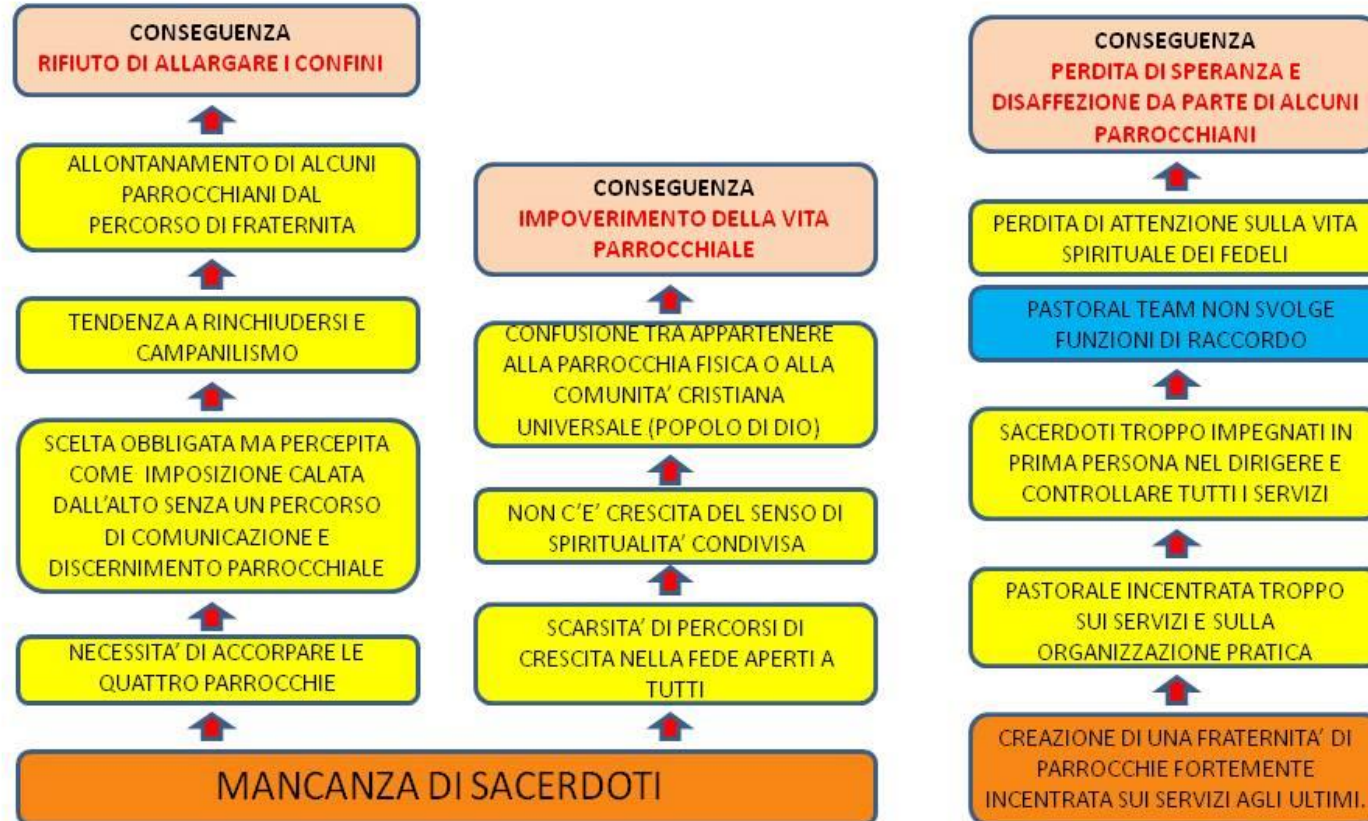 CONSEGUENZA
RIFIUTO DI ALLARGARE I CONFINI
ALLONTANAMENTO DI ALCUNI
PARROCCHIANI DAL
PERCORSO DI FRATERNITA
TENDENZA A RINCHIUDERSI E
CAMPANILISMO
SCELTA OBBLIGATA MA PERCEPITA
COME IMPOSIZIONE CALATA
DALL'ALTO SENZA UN PERCORSO
DI COMUNICAZIONE E
DISCERNIMENTO PARROCCHIALE
NECESSITA' DI ACCORPARE LE
QUATTRO PARROCCHIE
CONSEGUENZA
IMPOVERIMENTO DELLA VITA
PARROCCHIALE
CONFUSIONE TRA APPARTENERE
ALLA PARROCCHIA FISICA O ALLA
COMUNITA' CRISTIANA
UNIVERSALE (POPOLO DI DIO)
NON C'E' CRESCITA DEL SENSO DI
SPIRITUALITA' CONDIVISA
SCARSITA' DI PERCORSI DI
CRESCITA NELLA FEDE APERTI A
TUTTI
MANCANZA DI SACERDOTI
CONSEGUENZA
PERDITA DI SPERANZA E
DISAFFEZIONE DA PARTE DI ALCUNI
PARROCCHIANI
PERDITA DI ATTENZIONE SULLA VITA
SPIRITUALE DEI FEDELI
PASTORAL TEAM NON SVOLGE
FUNZIONI DI RACCORDO
SACERDOTI TROPPO IMPEGNATI IN
PRIMA PERSONA NEL DIRIGERE E
CONTROLLARE TUTTI I SERVIZI
PASTORALE INCENTRATA TROPPO
SUI SERVIZI E SULLA
ORGANIZZAZIONE PRATICA
CREAZIONE DI UNA FRATERNITA' DI
PARROCCHIE FORTEMENTE
INCENTRATA SUI SERVIZI AGLI ULTIMI.